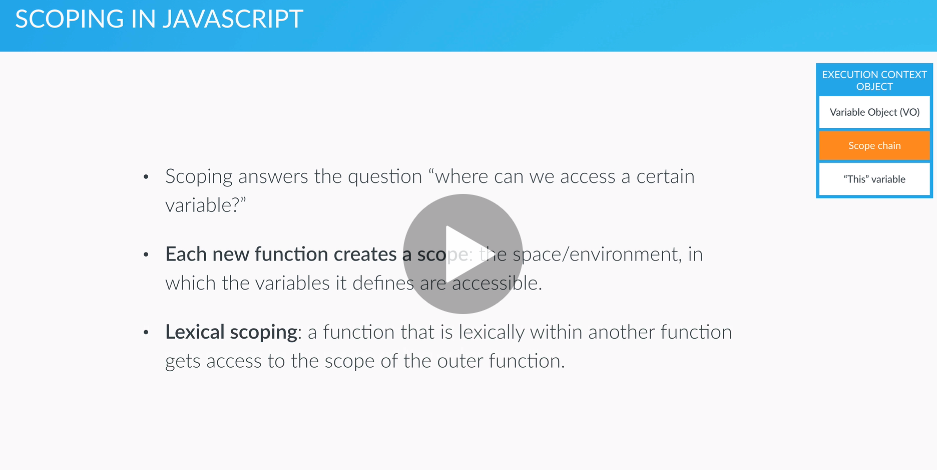 SCOPING IN JAVASCRIPT
EXECUTION CONTEXT
OBJECT
Variable Object (VO)
Scope chain
“This” variable
• Scoping answers the question “where can we access a certain
variable?”
• Each new function creates a scope: the space/environment, in
which the variables it defines are accessible.
• Lexical scoping: a function that is lexically within another function
gets access to the scope of the outer function.